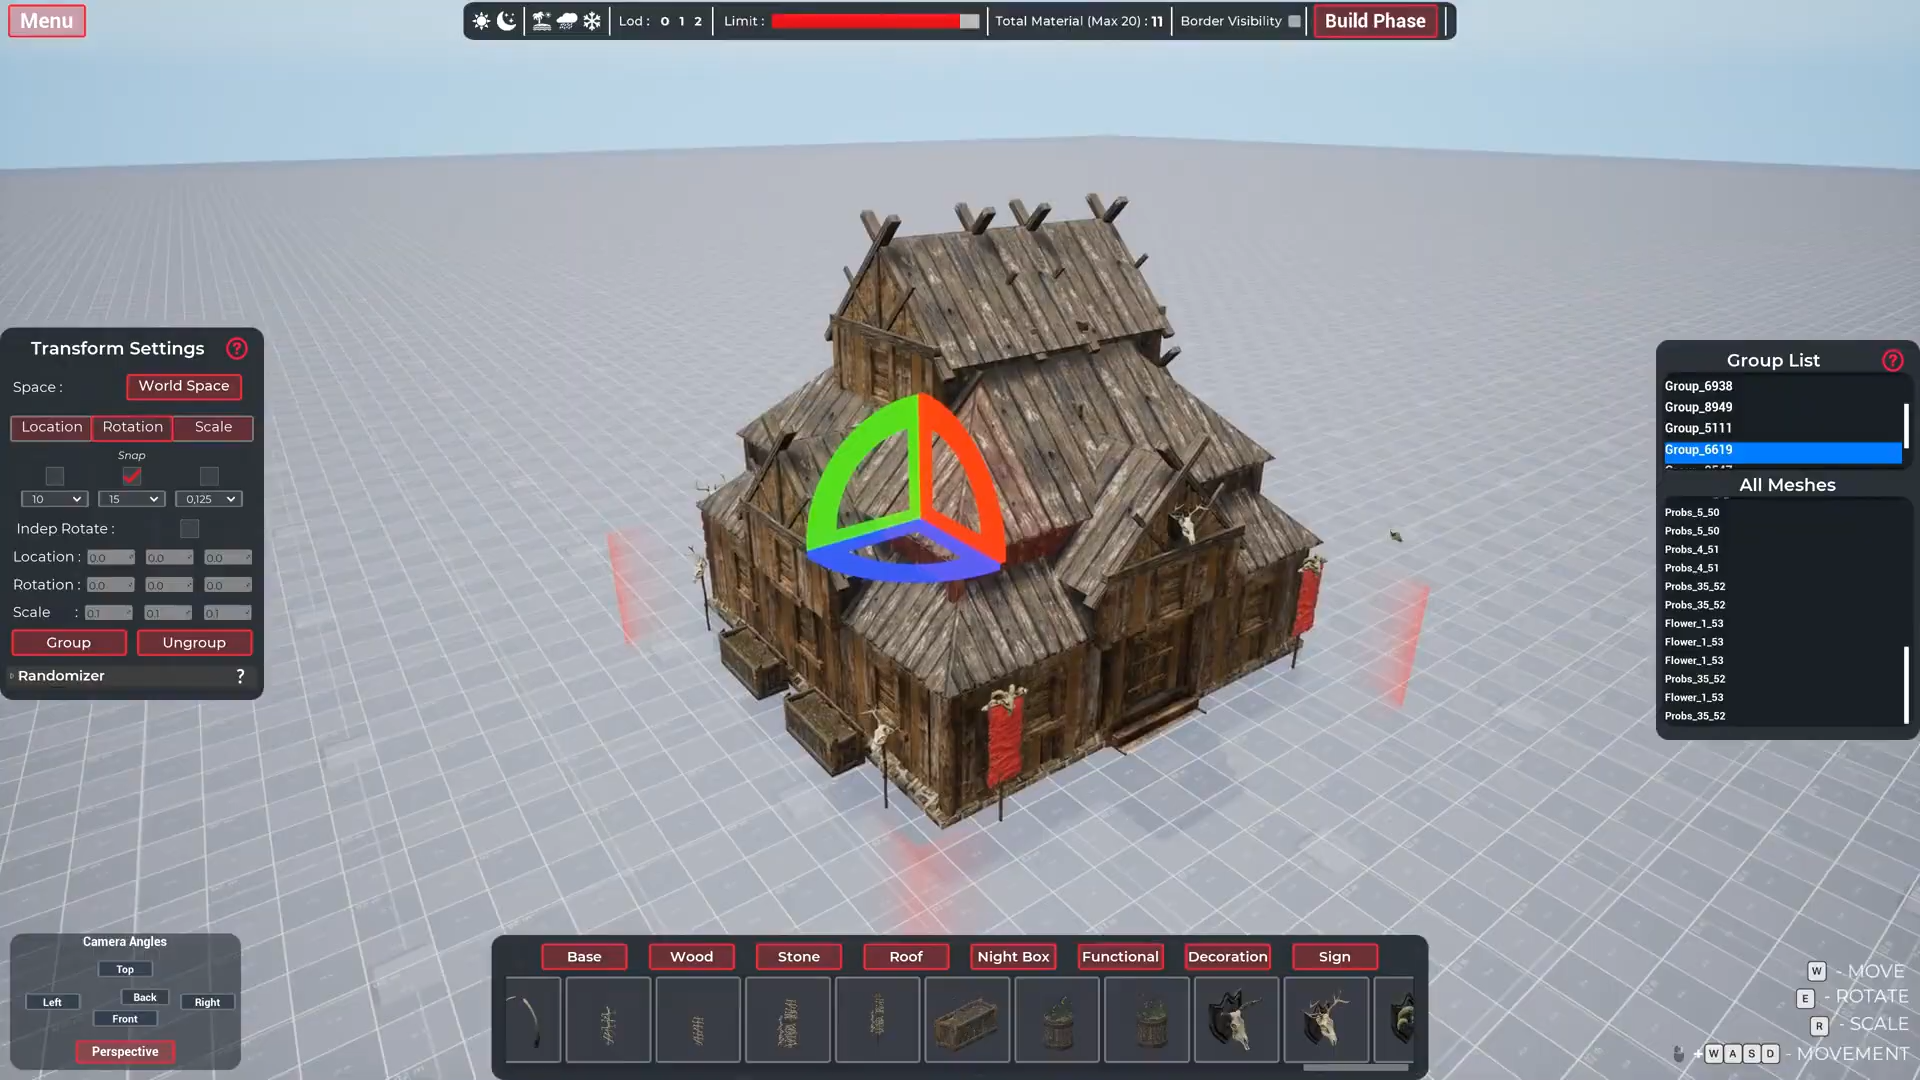 Menu
Lod : 0 1 2
Limit :
Total Material (Max 20) : 11
Border Visibility
Build Phase
Transform Settings ?
Space : World Space
Location Rotation Scale
Snap
10 15 0,125
Indep Rotate :
Location : 0.0 0.0 0.0
Rotation : 0.0 0.0 0.0
Scale : 0.1 0.1 0.1
Group Ungroup
Randomizer ?
Group List ?
Group_6938
Group_8949
Group_5111
Group_6619
All Meshes
Probs_5_50
Probs_5_50
Probs_4_51
Probs_4_51
Probs_35_52
Probs_35_52
Flower_1_53
Flower_1_53
Flower_1_53
Probs_35_52
Flower_1_53
Probs_35_52
Camera Angles
Top
Left Back Right
Front
Perspective
Base Wood Stone Roof Night Box Functional Decoration Sign
W - MOVE
E - ROTATE
R - SCALE
+ W A S D - MOVEMENT